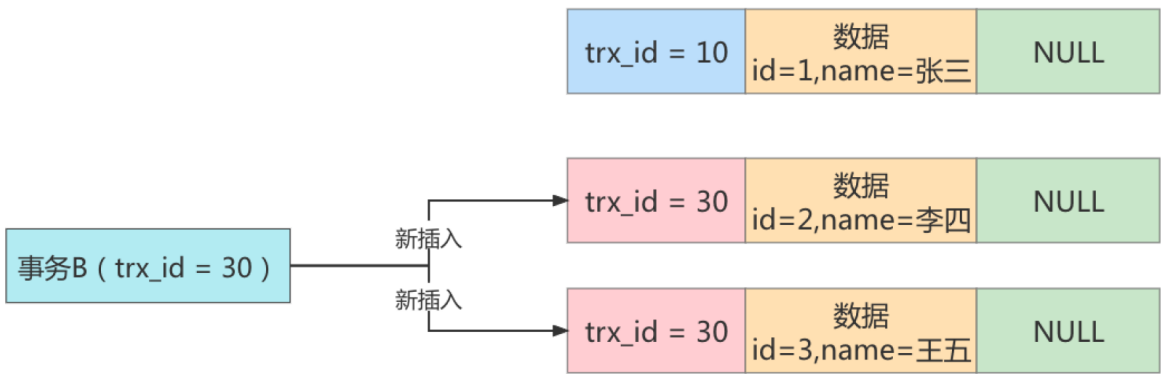 trx_id = 10
数据
id=1,name=张三
NULL
trx_id = 30
数据
id=2,name=李四
NULL
新插入
事务B（trx_id = 30）
新插入
trx_id = 30
数据
id=3,name=王五
NULL